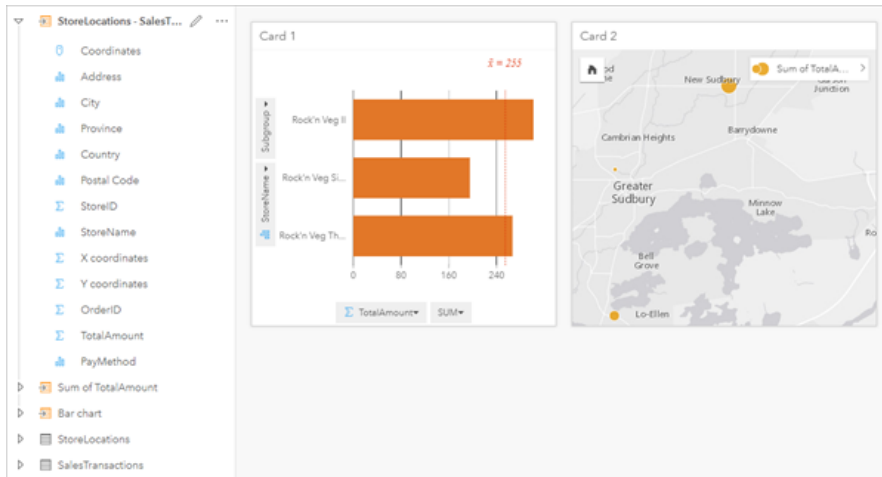 StoreLocations - SalesT...
Coordinates
Address
City
Province
Country
Postal Code
StoreID
StoreName
X coordinates
Y coordinates
OrderID
TotalAmount
PayMethod
Sum of TotalAmount
Bar chart
StoreLocations
SalesTransactions
Card 1
x̄ = 255
Subgroup
StoreName
Rock'n Veg II
Rock'n Veg Si...
Rock'n Veg Th...
0 80 160 240
Σ TotalAmount SUM
Card 2
Sum of TotalA...
New Sudbury
Junction
Cambrian Heights
Barrydowne
Greater
Sudbury
Minnow
Lake
Ro
Bell
Grove
Lo-Ellen